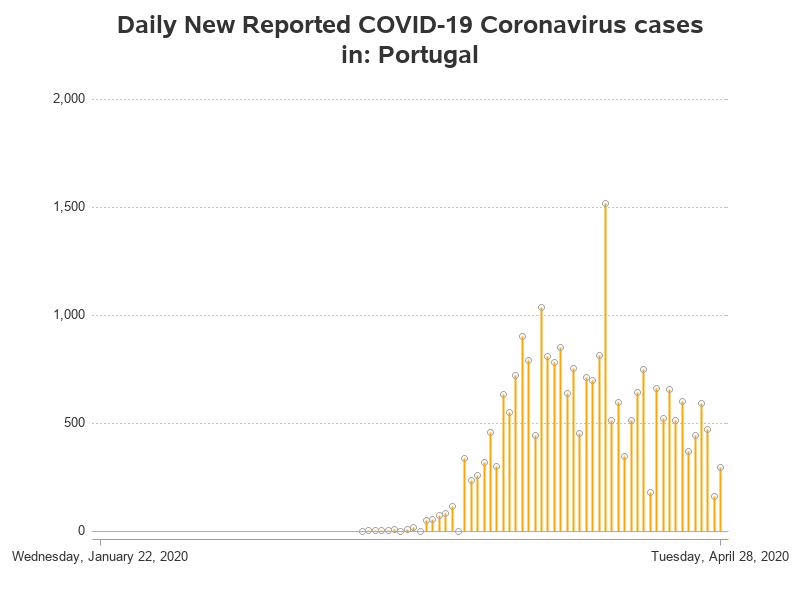 Daily New Reported COVID-19 Coronavirus cases
in: Portugal
2,000
1,500
1,000
500
0
Wednesday, January 22, 2020
Tuesday, April 28, 2020